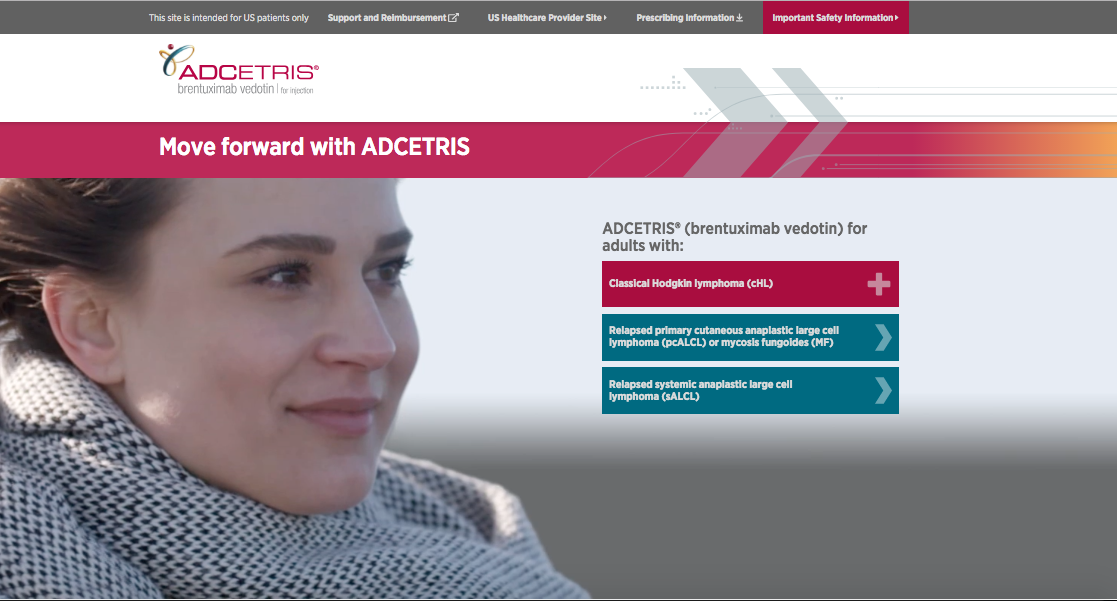 This site is intended for US patients only Support and Reimbursement US Healthcare Provider Site Prescribing Information Important Safety Information
ADCETRIS®
brentuximab vedotin | for injection
Move forward with ADCETRIS
ADCETRIS® (brentuximab vedotin) for
adults with:
Classical Hodgkin lymphoma (cHL)
Relapsed primary cutaneous anaplastic large cell
lymphoma (pcALCL) or mycosis fungoides (MF)
Relapsed systemic anaplastic large cell
lymphoma (sALCL)